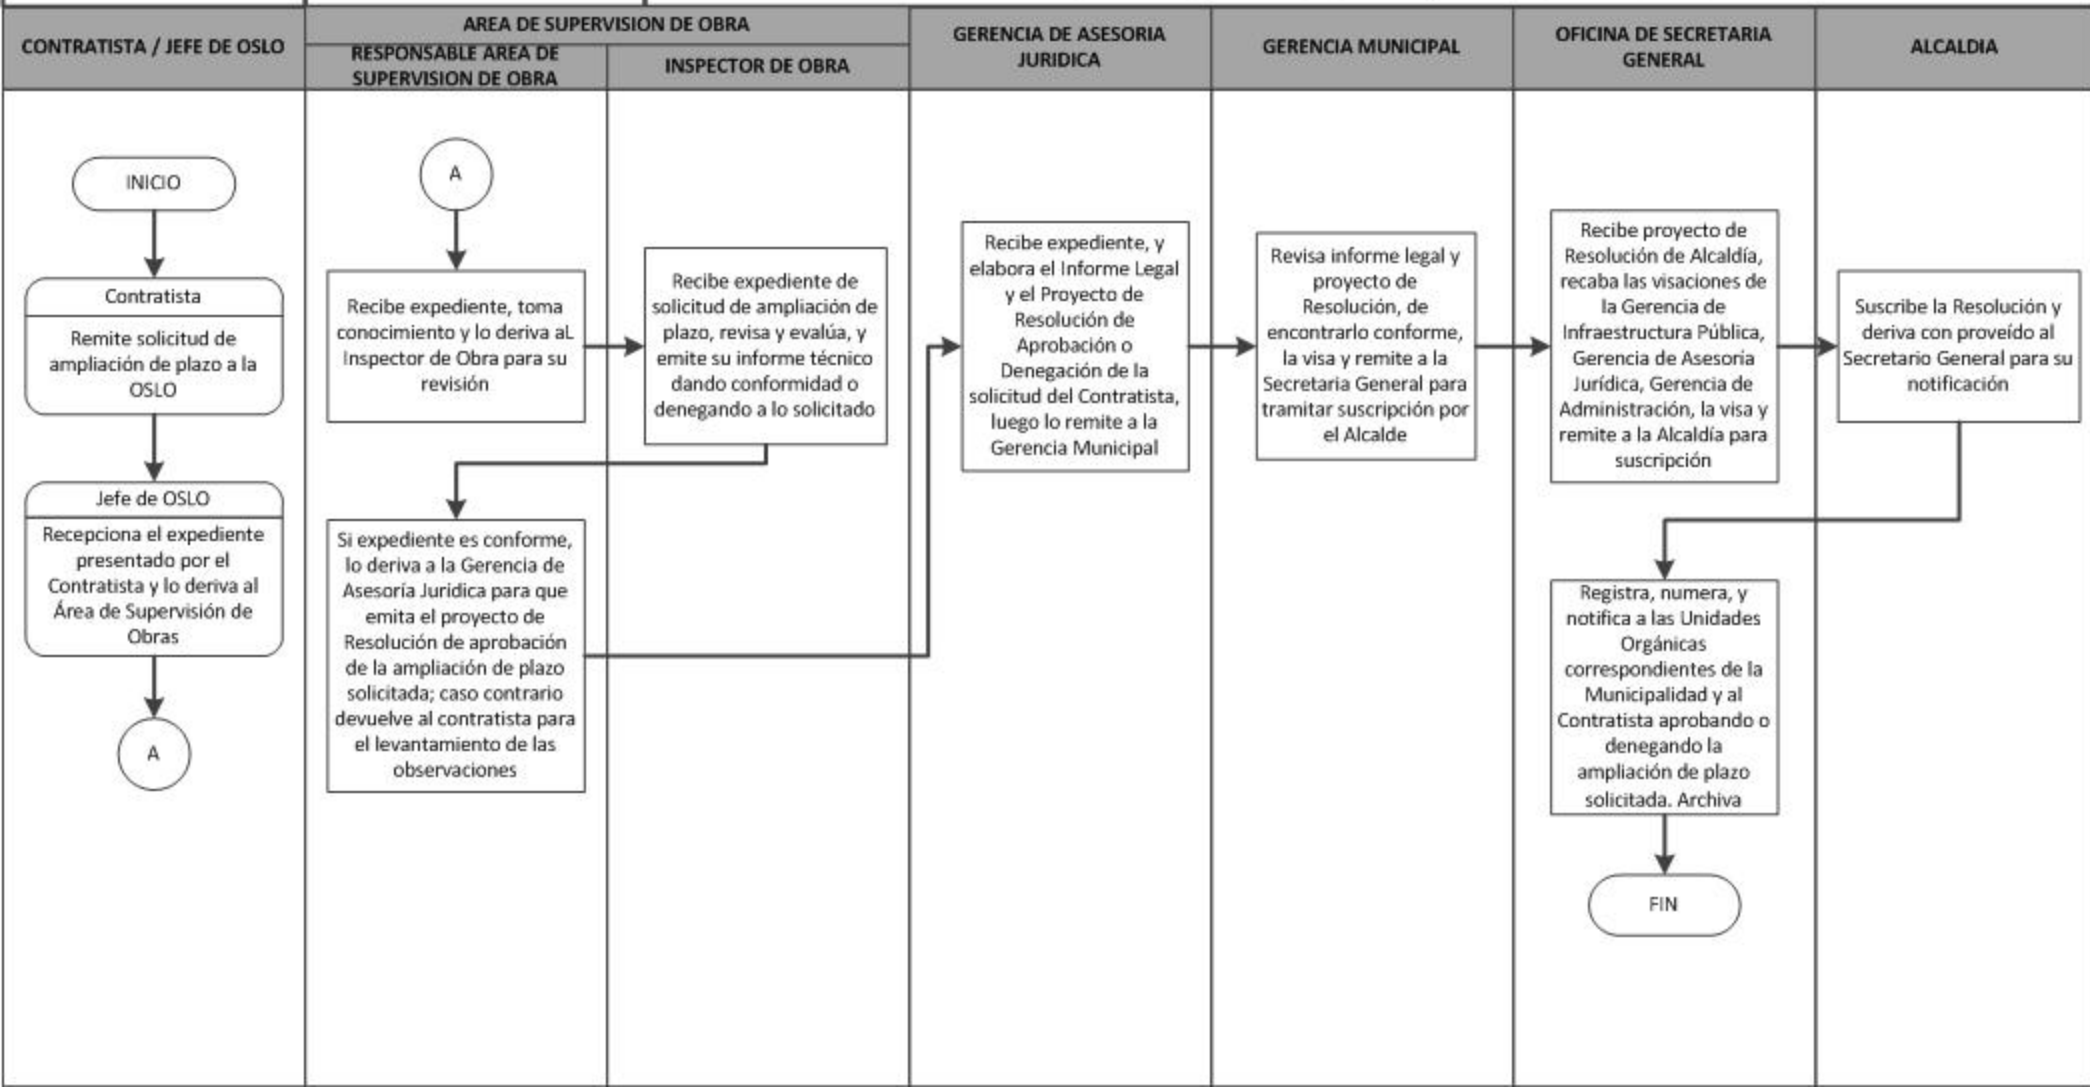 CONTRATISTA / JEFE DE OSLO
AREA DE SUPERVISION DE OBRA
RESPONSABLE AREA DE
SUPERVISION DE OBRA
INSPECTOR DE OBRA
GERENCIA DE ASESORIA
JURIDICA
GERENCIA MUNICIPAL
OFICINA DE SECRETARIA
GENERAL
ALCALDIA
INICIO
Contratista
Remite solicitud de
ampliación de plazo a la
OSLO
Jefe de OSLO
Recepciona el expediente
presentado por el
Contratista y lo deriva al
Área de Supervisión de
Obras
A
A
Recibe expediente, toma
conocimiento y lo deriva aL
Inspector de Obra para su
revisión
Recibe expediente de
solicitud de ampliación de
plazo, revisa y evalúa, y
emite su informe técnico
dando conformidad o
denegando a lo solicitado
Si expediente es conforme,
lo deriva a la Gerencia de
Asesoría Jurídica para que
emita el proyecto de
Resolución de aprobación
de la ampliación de plazo
solicitada; caso contrario
devuelve al contratista para
el levantamiento de las
observaciones
Recibe expediente, y
elabora el Informe Legal
y el Proyecto de
Resolución de
Aprobación o
Denegación de la
solicitud del Contratista,
luego lo remite a la
Gerencia Municipal
Revisa informe legal y
proyecto de
Resolución, de
encontrarlo conforme,
la visa y remite a la
Secretaria General para
tramitar suscripción por
el Alcalde
Recibe proyecto de
Resolución de Alcaldía,
recaba las visaciones de
la Gerencia de
Infraestructura Pública,
Gerencia de Asesoría
Jurídica, Gerencia de
Administración, la visa y
remite a la Alcaldía para
suscripción
Suscribe la Resolución y
deriva con proveído al
Secretario General para su
notificación
Registra, numera, y
notifica a las Unidades
Orgánicas
correspondientes de la
Municipalidad y al
Contratista aprobando o
denegando la
ampliación de plazo
solicitada. Archiva
FIN